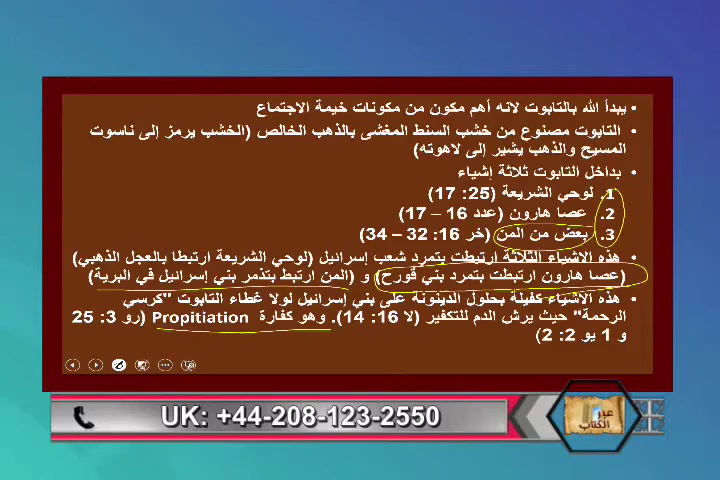 • يبدأ الله بالتابوت لانه أهم مكون من مكونات خيمة الاجتماع
• التابوت مصنوع من خشب السنط المغشى بالذهب الخالص (الخشب يرمز إلى ناسوت
المسيح والذهب يشير إلى لاهوته)
• بداخل التابوت ثلاثة إشياء
1. لوحي الشريعة (25: 17)
2. عصا هارون (عدد 16 – 17)
3. بعض من المن (خر 16: 32 – 34)
• هذه الاشياء الثلاثة ارتبطت بتمرد شعب إسرائيل (لوحي الشريعة ارتبطا بالعجل الذهبي)
(عصا هارون ارتبطت بتمرد بني قورح) و (المن ارتبط بتذمر بني إسرائيل في البرية)
• هذه الاشياء كفيلة بحلول الدينونة على بني إسرائيل لولا غطاء التابوت "كرسي
الرحمة" حيث يرش الدم للتكفير (لا 16: 14). وهو كفارة Propitiation (رو 3: 25
و 1 يو 2: 2)
UK: +44-208-123-2550
عبر
الكتاب